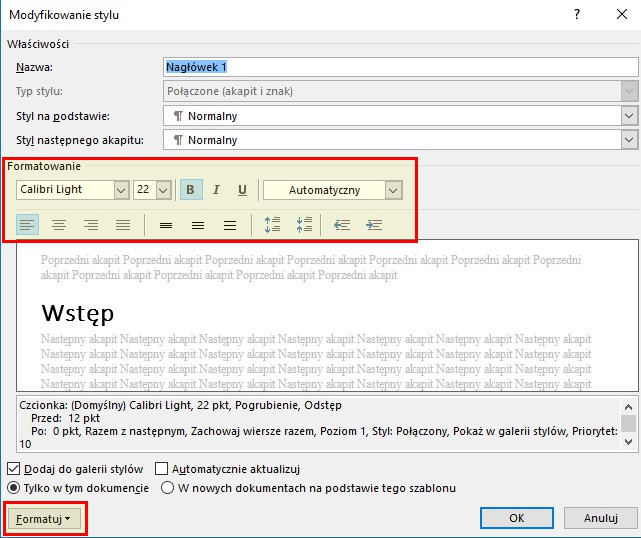 Modyfikowanie stylu
Właściwości
Nazwa: Nagłówek 1
Typ stylu: Połączone (akapit i znak)
Styl na podstawie: ¶ Normalny
Styl następnego akapitu: ¶ Normalny
Formatowanie
Calibri Light 22 B I U Automatyczny
Poprzedni akapit Poprzedni akapit Poprzedni akapit Poprzedni akapit Poprzedni akapit Poprzedni akapit Poprzedni
akapit Poprzedni akapit Poprzedni akapit Poprzedni akapit Poprzedni akapit
Wstęp
Następny akapit Następny akapit Następny akapit Następny akapit Następny akapit Następny akapit Następny akapit
Następny akapit Następny akapit Następny akapit Następny akapit Następny akapit Następny akapit Następny akapit
Następny akapit Następny akapit Następny akapit Następny akapit Następny akapit Następny akapit Następny akapit
Następny akapit Następny akapit Następny akapit Następny akapit Następny akapit Następny akapit Następny akapit
Czcionka: (Domyślny) Calibri Light, 22 pkt, Pogrubienie, Odstęp
Przed: 12 pkt
Po: 0 pkt, Razem z następnym, Zachowaj wiersze razem, Poziom 1, Styl: Połączony, Pokaż w galerii stylów, Priorytet:
10
Dodaj do galerii stylów Automatycznie aktualizuj
Tylko w tym dokumencie W nowych dokumentach na podstawie tego szablonu
Formatuj OK Anuluj